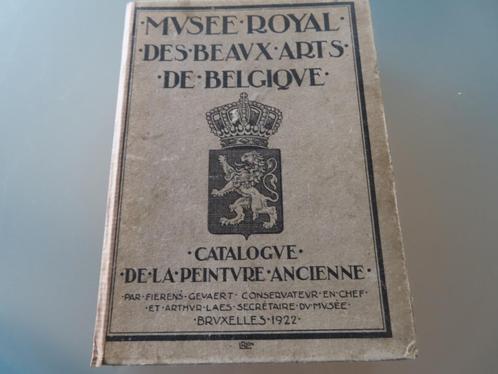 ·MVSEE·ROYAL·
·DES·BEAVX·ARTS·
·DE·BELGIQVE·
·CATALOGVE·
·DE·LA·PEINTVRE·ANCIENNE·
·PAR·FIERENS·GEVAERT·CONSERVATEVR·EN·CHEF·
·ET·ARTHVR·LAES·SECRÉTAIRE·DV·MVSÉE·
·BRVXELLES·1922·